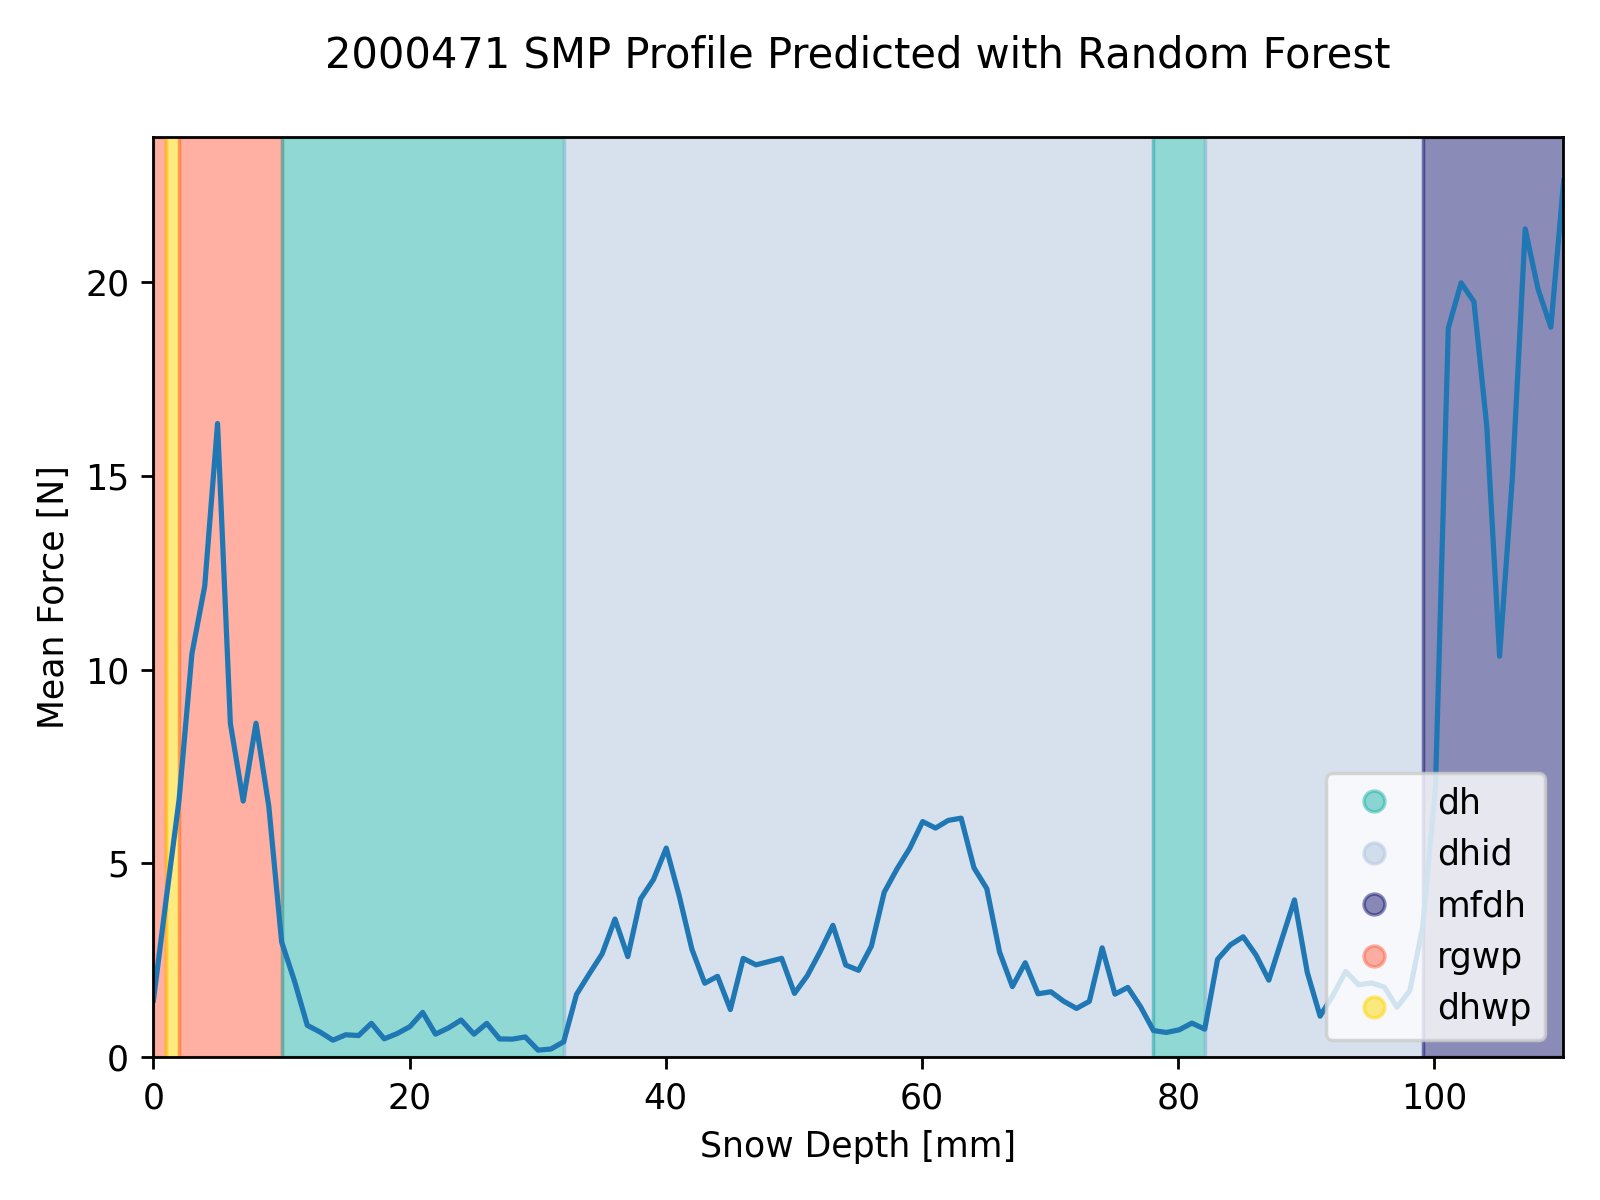 2000471 SMP Profile Predicted with Random Forest
Mean Force [N]
20
15
10
5
0
dh
dhid
mfdh
rgwp
dhwp
0 20 40 60 80 100
Snow Depth [mm]